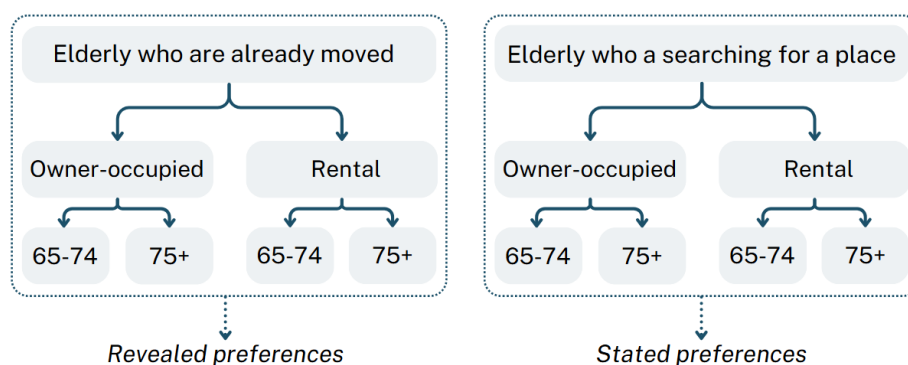 Elderly who are already moved
Elderly who a searching for a place
Owner-occupied
Rental
Owner-occupied
Rental
65-74
75+
65-74
75+
65-74
75+
65-74
75+
Revealed preferences
Stated preferences